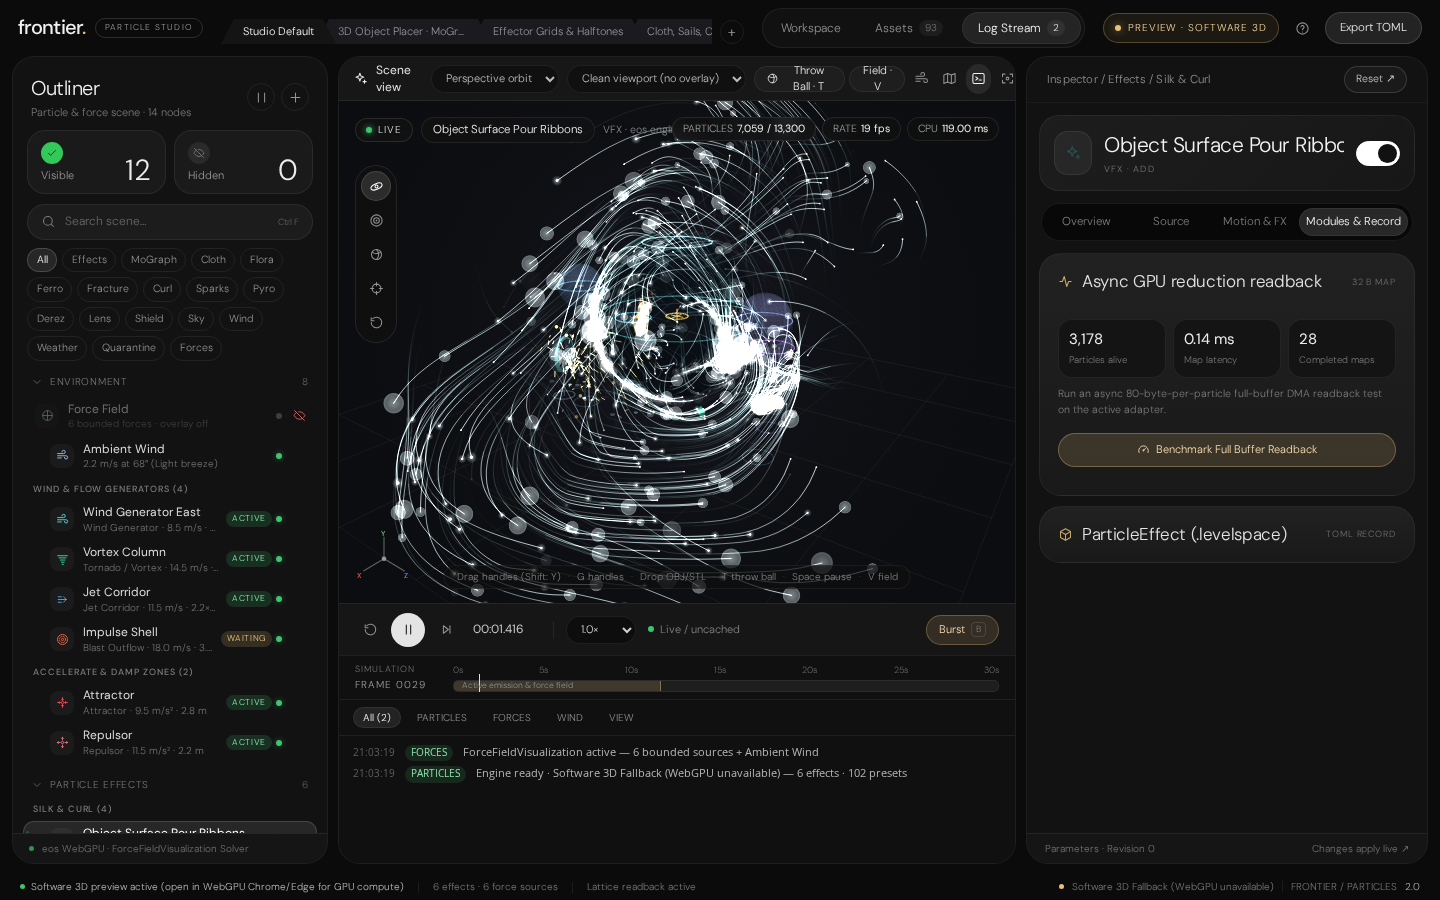 frontier. PARTICLE STUDIO
Studio Default
3D Object Placer · MoGr...
Effector Grids & Halftones
Cloth, Sails, C
+
Workspace
Assets 93
Log Stream 2
PREVIEW · SOFTWARE 3D
Export TOML
Outliner
Particle & force scene · 14 nodes
Visible 12
Hidden 0
Search scene... Ctrl F
All Effects MoGraph Cloth Flora
Ferro Fracture Curl Sparks Pyro
Derez Lens Shield Sky Wind
Weather Quarantine Forces
ENVIRONMENT 8
Force Field
6 bounded forces · overlay off
Ambient Wind
2.2 m/s at 68° (Light breeze)
WIND & FLOW GENERATORS (4)
Wind Generator East
Wind Generator · 8.5 m/s · ...
ACTIVE
Vortex Column
Tornado / Vortex · 14.5 m/s ·...
ACTIVE
Jet Corridor
Jet Corridor · 11.5 m/s · 2.2×...
ACTIVE
Impulse Shell
Blast Outflow · 18.0 m/s · 3....
WAITING
ACCELERATE & DAMP ZONES (2)
Attractor
Attractor · 9.5 m/s² · 2.8 m
ACTIVE
Repulsor
Repulsor · 11.5 m/s² · 2.2 m
ACTIVE
PARTICLE EFFECTS 6
SILK & CURL (4)
Object Surface Pour Ribbons
eos WebGPU · ForceFieldVisualization Solver
Scene view
Perspective orbit
Clean viewport (no overlay)
Throw Ball · T
Field · V
LIVE
Object Surface Pour Ribbons
VFX · eos engi
PARTICLES 7,059 / 13,300
RATE 19 fps
CPU 119.00 ms
Y
X
Z
Drag handles (Shift: Y) · G handles · Drop OBJ/STL · T throw ball · Space pause · V field
00:01.416
1.0×
Live / uncached
Burst B
SIMULATION
FRAME 0029
0s 5s 10s 15s 20s 25s 30s
Active emission & force field
All (2) PARTICLES FORCES WIND VIEW
21:03:19 FORCES ForceFieldVisualization active — 6 bounded sources + Ambient Wind
21:03:19 PARTICLES Engine ready · Software 3D Fallback (WebGPU unavailable) — 6 effects · 102 presets
Inspector / Effects / Silk & Curl
Reset ↗
Object Surface Pour Ribbo
VFX · ADD
Overview Source Motion & FX Modules & Record
Async GPU reduction readback 32 B MAP
3,178
Particles alive
0.14 ms
Map latency
28
Completed maps
Run an async 80-byte-per-particle full-buffer DMA readback test
on the active adapter.
Benchmark Full Buffer Readback
ParticleEffect (.levelspace) TOML RECORD
Parameters · Revision 0
Changes apply live ↗
Software 3D preview active (open in WebGPU Chrome/Edge for GPU compute)
6 effects · 6 force sources
Lattice readback active
Software 3D Fallback (WebGPU unavailable)
FRONTIER / PARTICLES 2.0